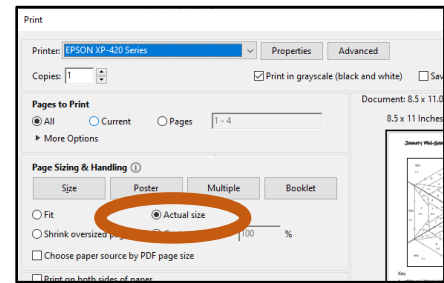 Print
Printer: EPSON XP-420 Series Properties Advanced
Copies: 1 Print in grayscale (black and white) Sav
Pages to Print Document: 8.5 x 11.0
All Current Pages 1 - 4 8.5 x 11 Inches
More Options
Page Sizing & Handling
Size Poster Multiple Booklet
Fit Actual size
Shrink oversized 100 %
Choose paper source by PDF page size
Print on both sides of paper
Key